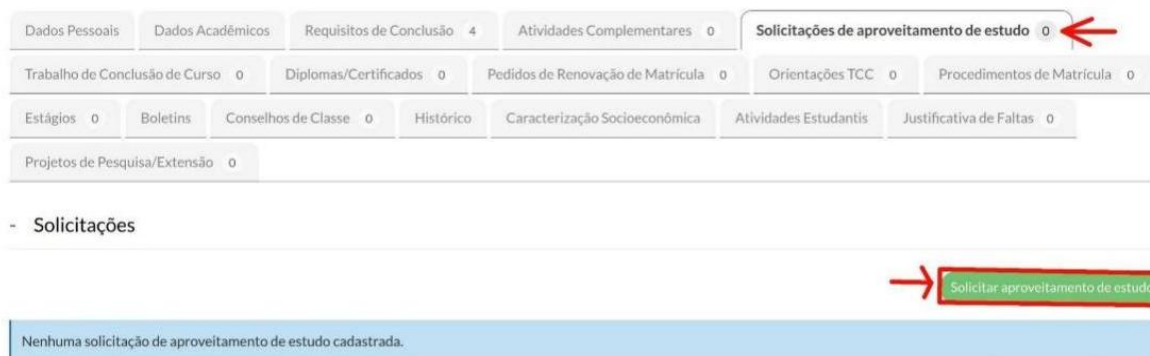 Dados Pessoais Dados Acadêmicos Requisitos de Conclusão 4 Atividades Complementares 0 Solicitações de aproveitamento de estudo 0
Trabalho de Conclusão de Curso 0 Diplomas/Certificados 0 Pedidos de Renovação de Matrícula 0 Orientações TCC 0 Procedimentos de Matrícula 0
Estágios 0 Boletins Conselhos de Classe 0 Histórico Caracterização Socioeconômica Atividades Estudantis Justificativa de Faltas 0
Projetos de Pesquisa/Extensão 0
- Solicitações
Solicitar aproveitamento de estudo
Nenhuma solicitação de aproveitamento de estudo cadastrada.